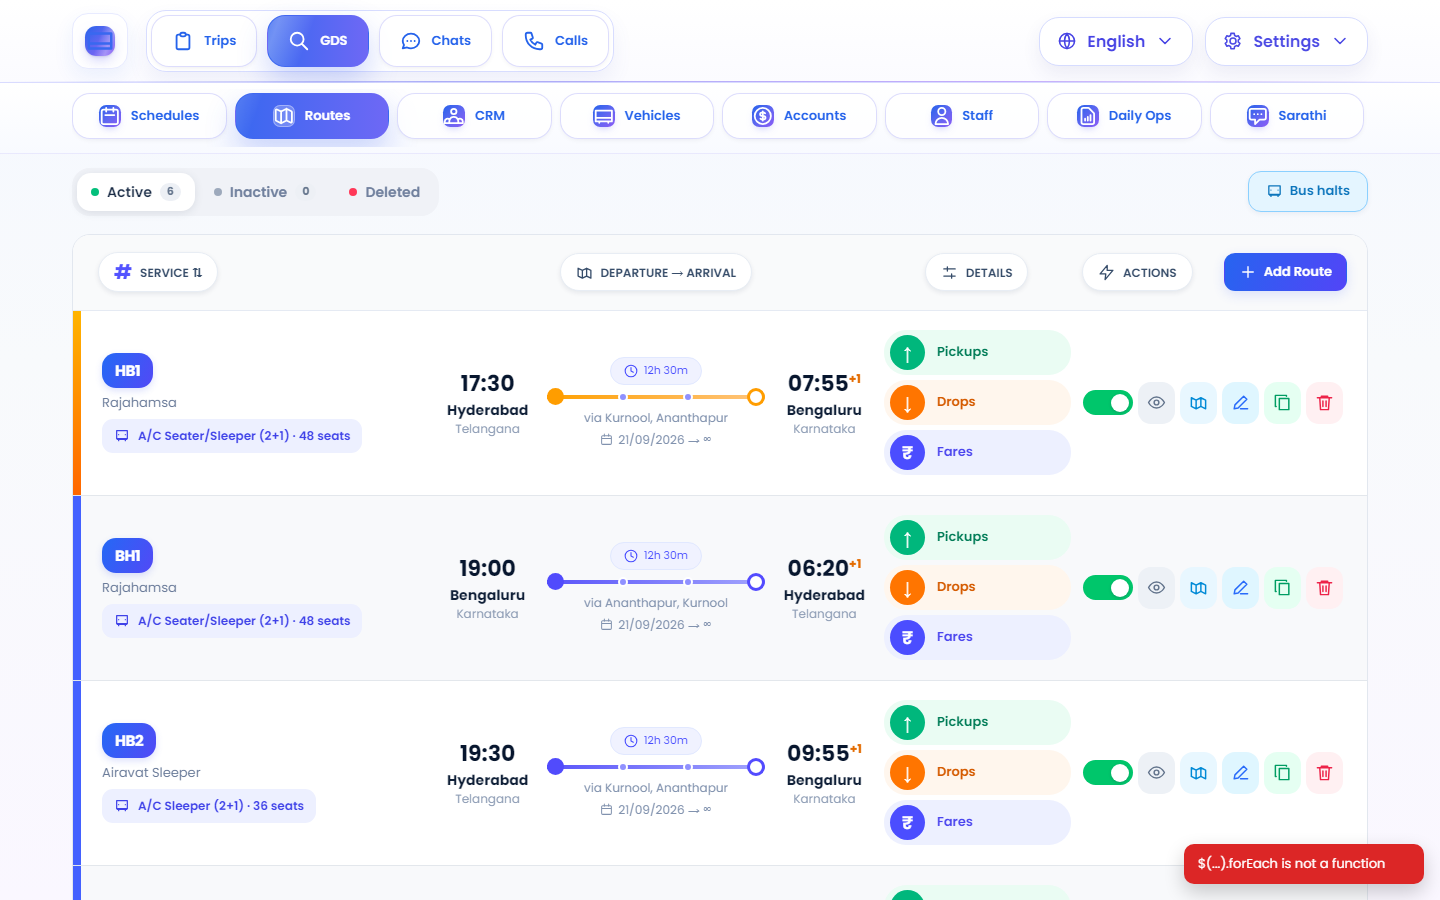 Trips
GDS
Chats
Calls
English
Settings
Schedules
Routes
CRM
Vehicles
Accounts
Staff
Daily Ops
Sarathi
Active 6
Inactive 0
Deleted
Bus halts
# SERVICE ⇅
DEPARTURE → ARRIVAL
DETAILS
ACTIONS
+ Add Route
HB1
Rajahamsa
A/C Seater/Sleeper (2+1) · 48 seats
17:30
Hyderabad
Telangana
12h 30m
via Kurnool, Ananthapur
21/09/2026 → ∞
07:55+1
Bengaluru
Karnataka
↑ Pickups
↓ Drops
₹ Fares
BH1
Rajahamsa
A/C Seater/Sleeper (2+1) · 48 seats
19:00
Bengaluru
Karnataka
12h 30m
via Ananthapur, Kurnool
21/09/2026 → ∞
06:20+1
Hyderabad
Telangana
↑ Pickups
↓ Drops
₹ Fares
HB2
Airavat Sleeper
A/C Sleeper (2+1) · 36 seats
19:30
Hyderabad
Telangana
12h 30m
via Kurnool, Ananthapur
21/09/2026 → ∞
09:55+1
Bengaluru
Karnataka
↑ Pickups
↓ Drops
₹ Fares
$(...).forEach is not a function